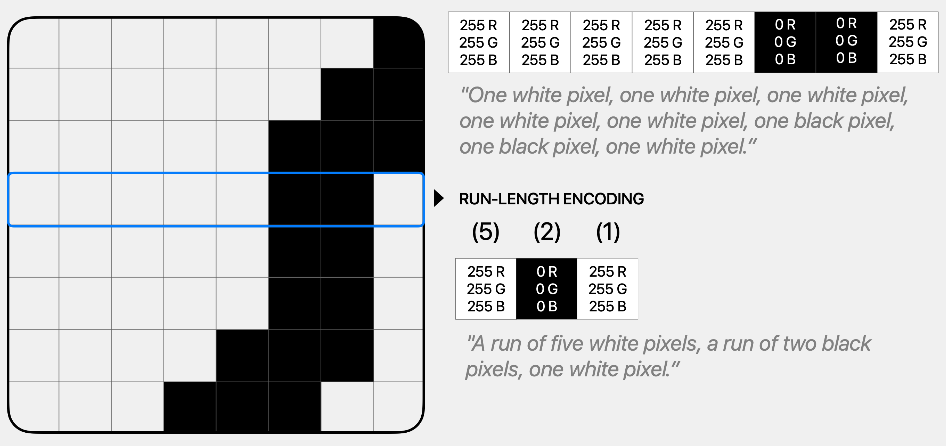 255 R 255 R 255 R 255 R 255 R 0 R 0 R 255 R
255 G 255 G 255 G 255 G 255 G 0 G 0 G 255 G
255 B 255 B 255 B 255 B 255 B 0 B 0 B 255 B
"One white pixel, one white pixel, one white pixel,
one white pixel, one white pixel, one black pixel,
one black pixel, one white pixel.”
RUN-LENGTH ENCODING
(5) (2) (1)
255 R 0 R 255 R
255 G 0 G 255 G
255 B 0 B 255 B
"A run of five white pixels, a run of two black
pixels, one white pixel.”